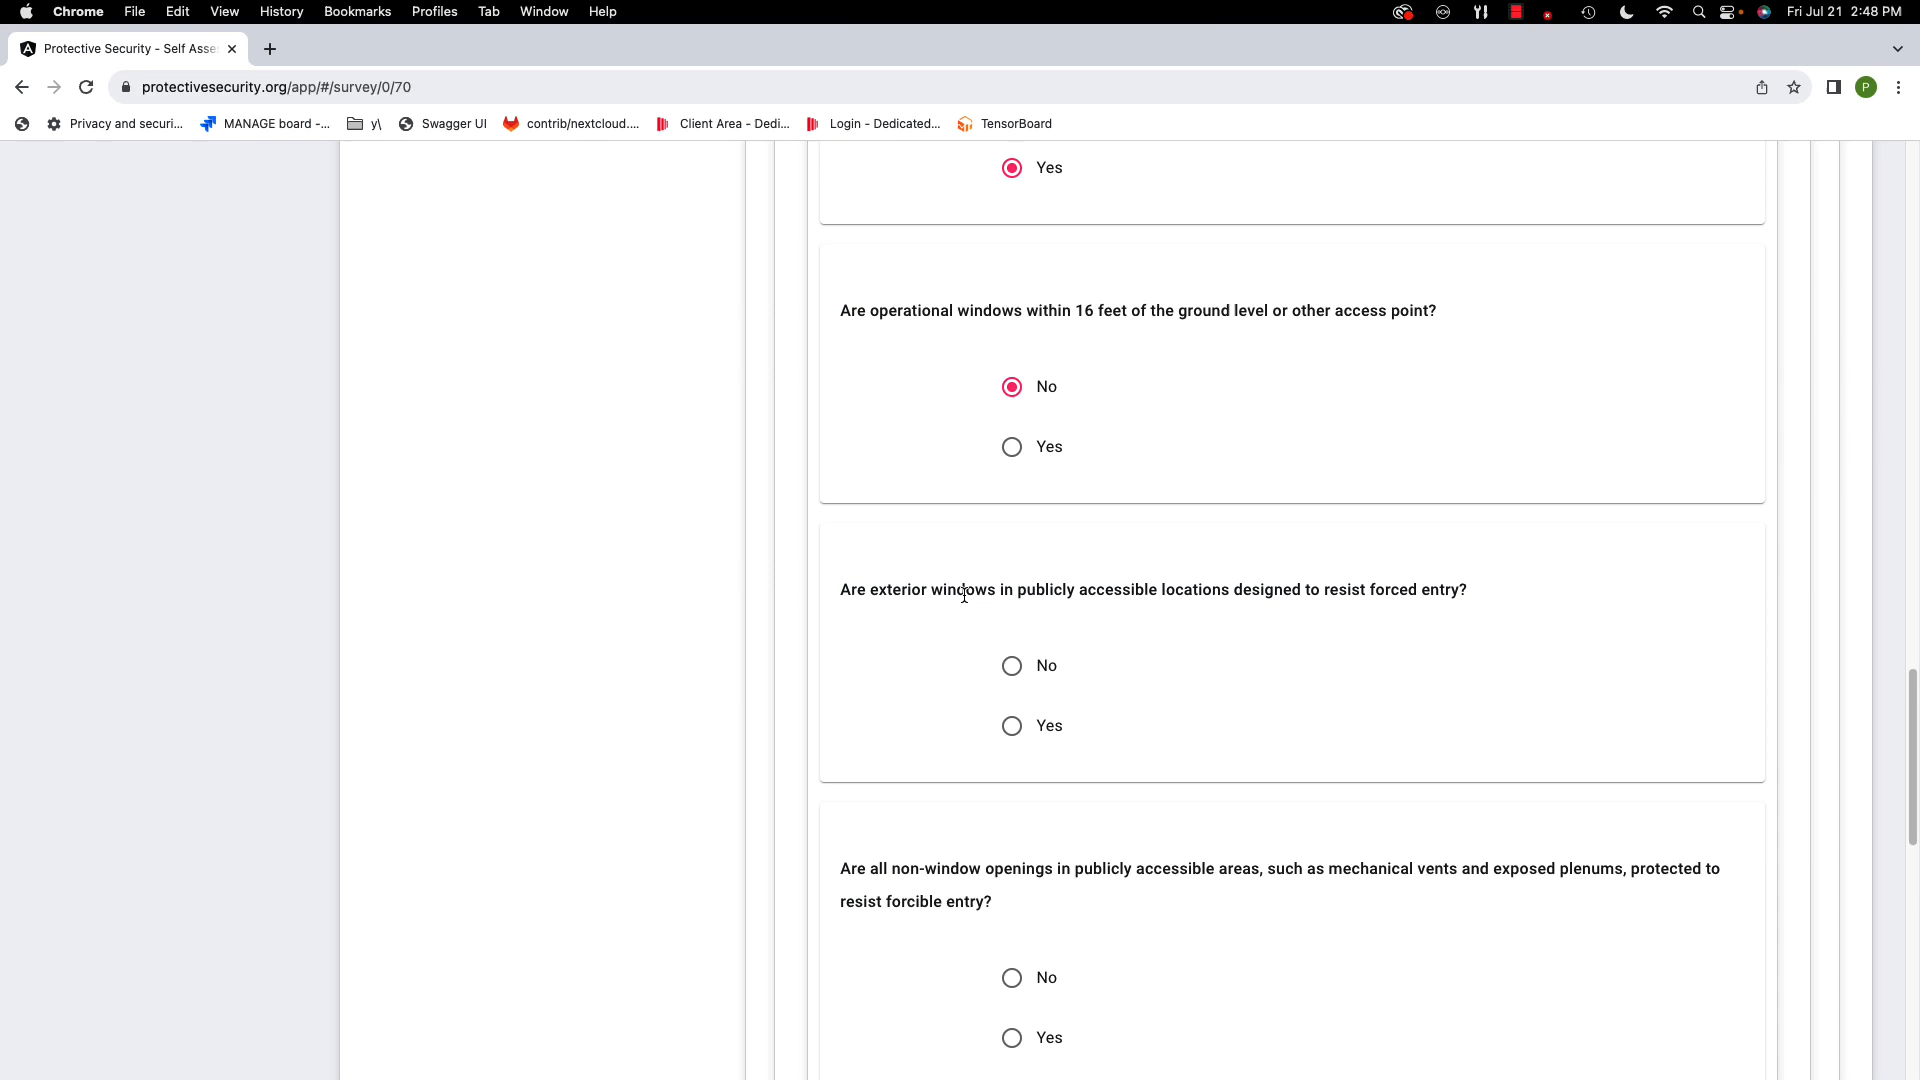 Chrome File Edit View History Bookmarks Profiles Tab Window Help Fri Jul 21 2:48 PM
Protective Security - Self Asse
protectivesecurity.org/app/#/survey/0/70 P
Privacy and securi... MANAGE board -... y\ Swagger UI contrib/nextcloud.... Client Area - Dedi... Login - Dedicated... TensorBoard
Yes
Are operational windows within 16 feet of the ground level or other access point?
No
Yes
Are exterior windows in publicly accessible locations designed to resist forced entry?
No
Yes
Are all non-window openings in publicly accessible areas, such as mechanical vents and exposed plenums, protected to
resist forcible entry?
No
Yes